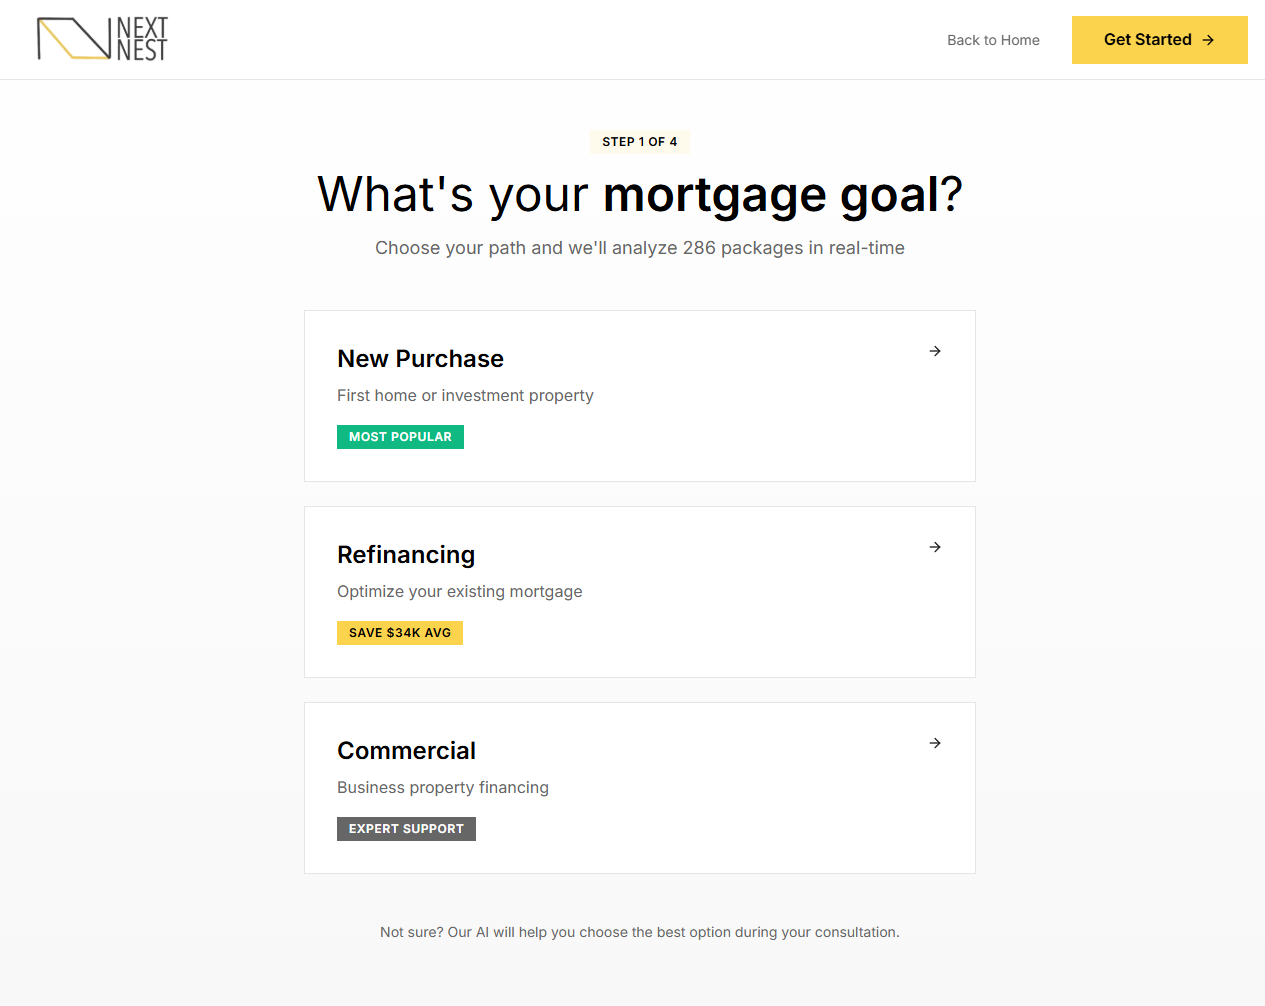 NEXT
NEST
Back to Home
Get Started →
STEP 1 OF 4
What's your mortgage goal?
Choose your path and we'll analyze 286 packages in real-time
New Purchase →
First home or investment property
MOST POPULAR
Refinancing →
Optimize your existing mortgage
SAVE $34K AVG
Commercial →
Business property financing
EXPERT SUPPORT
Not sure? Our AI will help you choose the best option during your consultation.